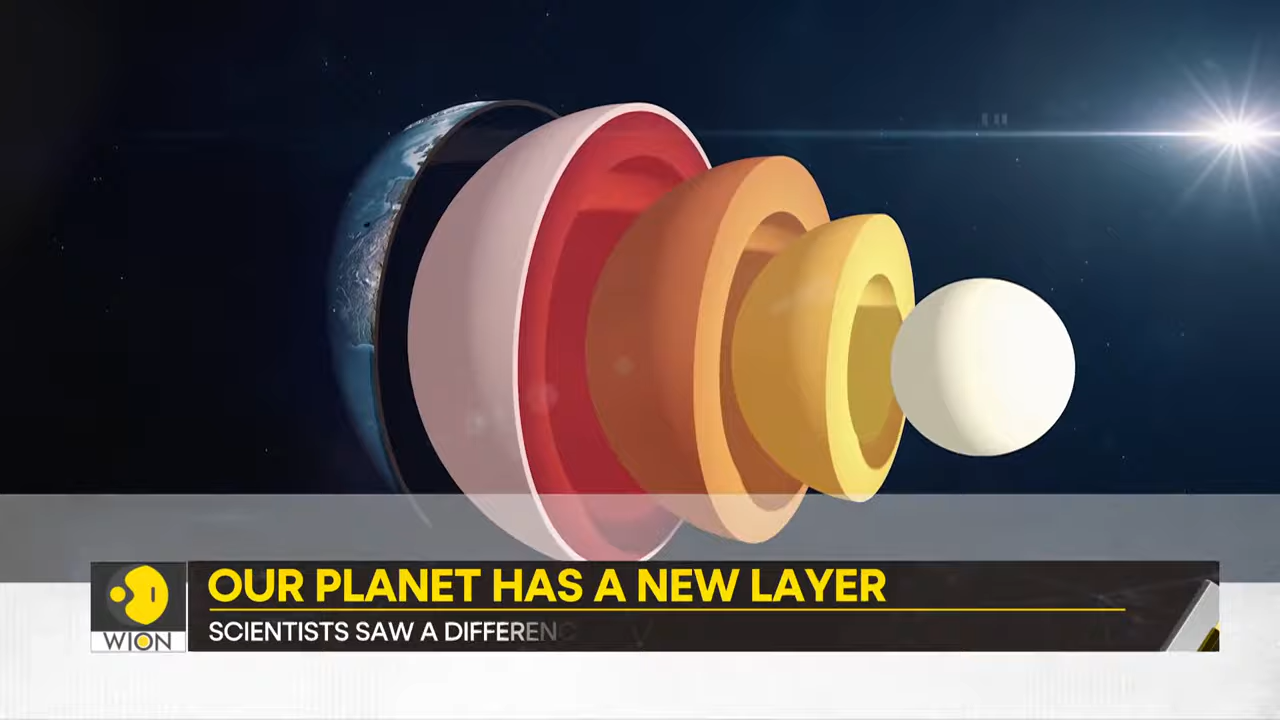 OUR PLANET HAS A NEW LAYER
SCIENTISTS SAW A DIFFEREN
WION